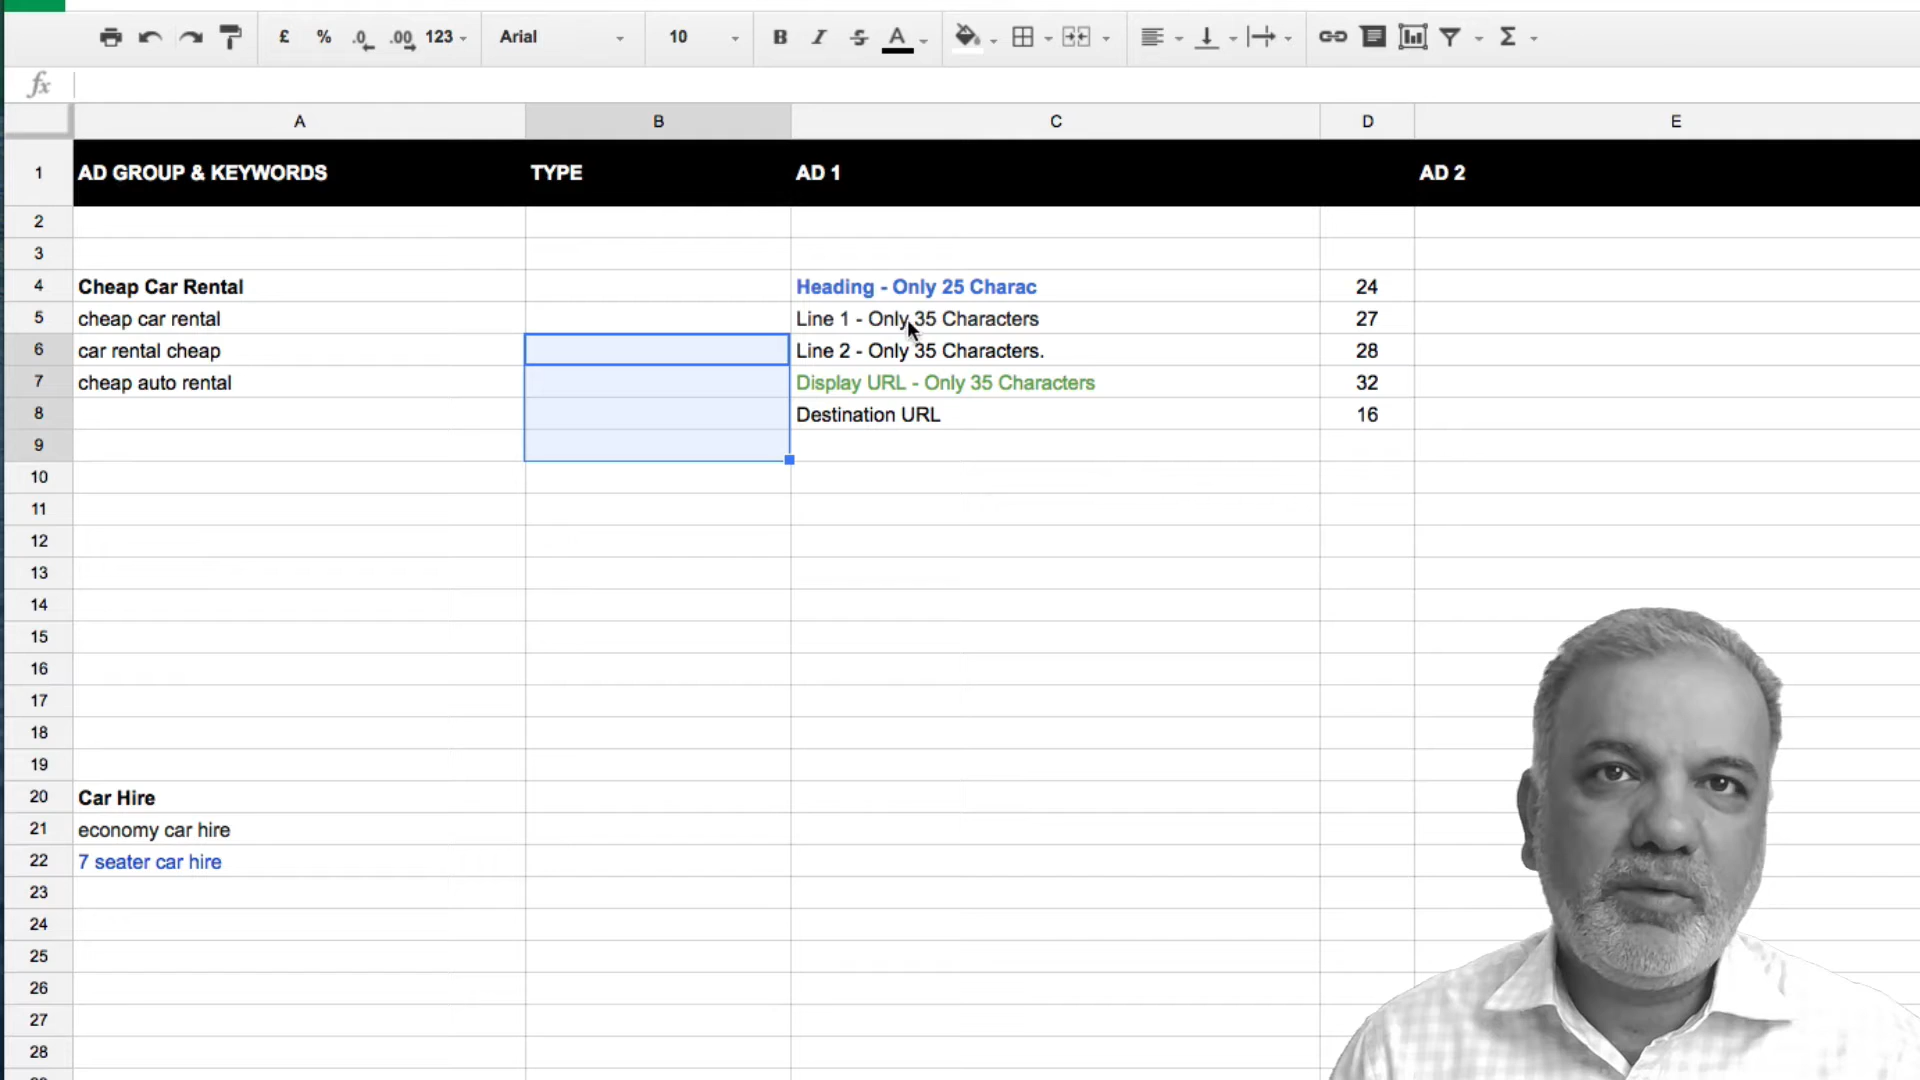 £ % .0 .00 123 Arial 10 B I S A Σ
fx
A B C D E
1 AD GROUP & KEYWORDS TYPE AD 1 AD 2
2
3
4 Cheap Car Rental Heading - Only 25 Charac 24
5 cheap car rental Line 1 - Only 35 Characters 27
6 car rental cheap Line 2 - Only 35 Characters. 28
7 cheap auto rental Display URL - Only 35 Characters 32
8 Destination URL 16
9
10
11
12
13
14
15
16
17
18
19
20 Car Hire
21 economy car hire
22 7 seater car hire
23
24
25
26
27
28